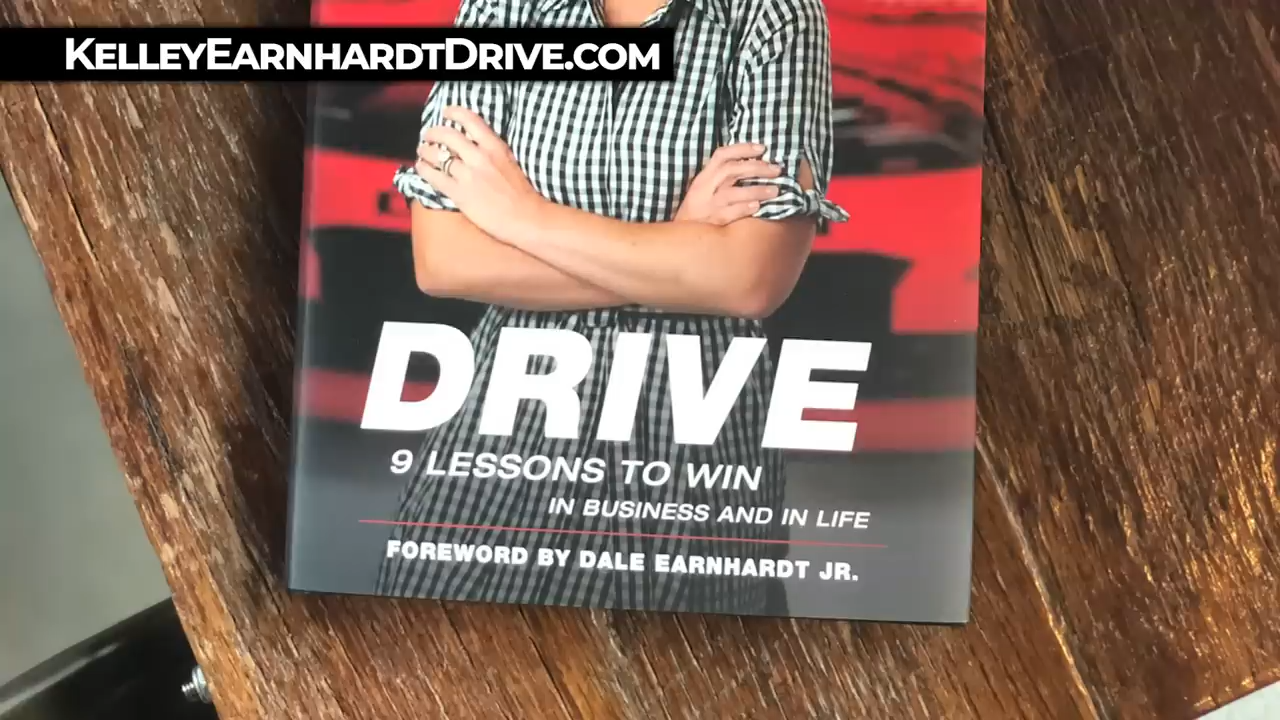 KELLEYEARNHARDTDRIVE.COM
DRIVE
9 LESSONS TO WIN
IN BUSINESS AND IN LIFE
FOREWORD BY DALE EARNHARDT JR.